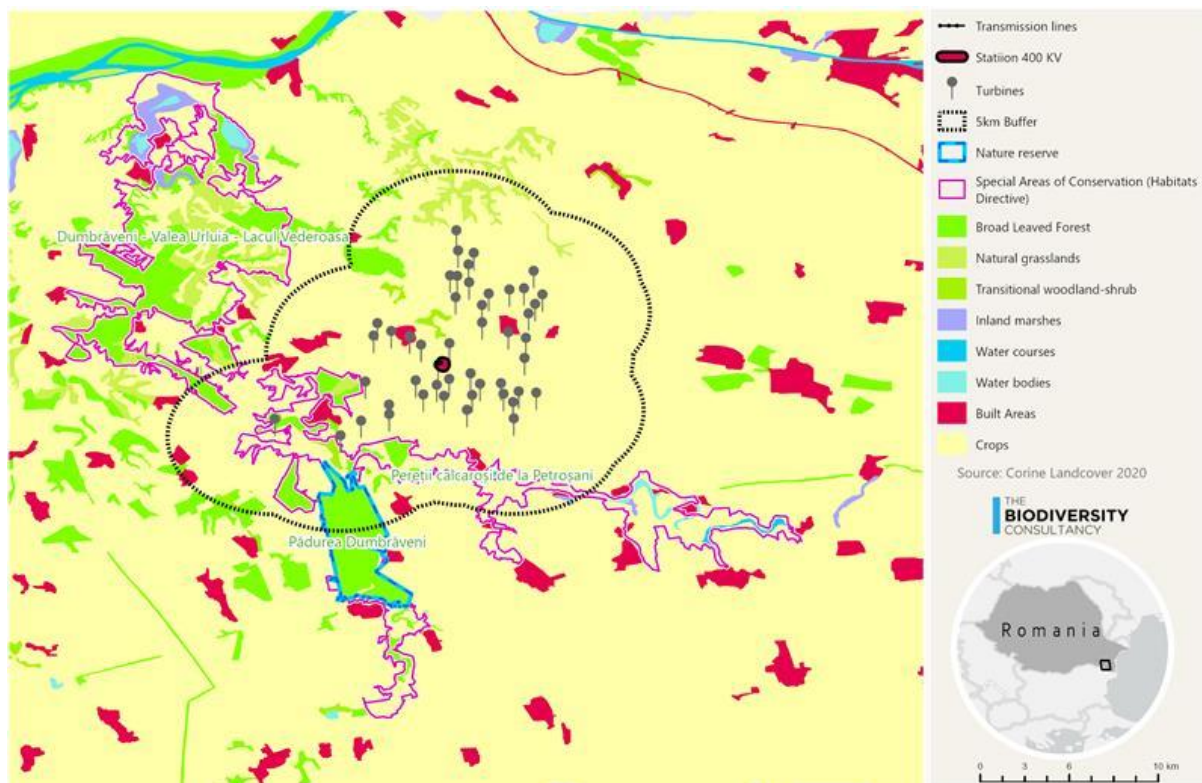 Dumbrăveni - Valea Urluia - Lacul Vederoasa
Pereții călcaroși de la Petroșani
Pădurea Dumbrăveni
Transmission lines
Statiion 400 KV
Turbines
5km Buffer
Nature reserve
Special Areas of Conservation (Habitats
Directive)
Broad Leaved Forest
Natural grasslands
Transitional woodland-shrub
Inland marshes
Water courses
Water bodies
Built Areas
Crops
Source: Corine Landcover 2020
THE
BIODIVERSITY
CONSULTANCY
Romania
0 3 6 10 km